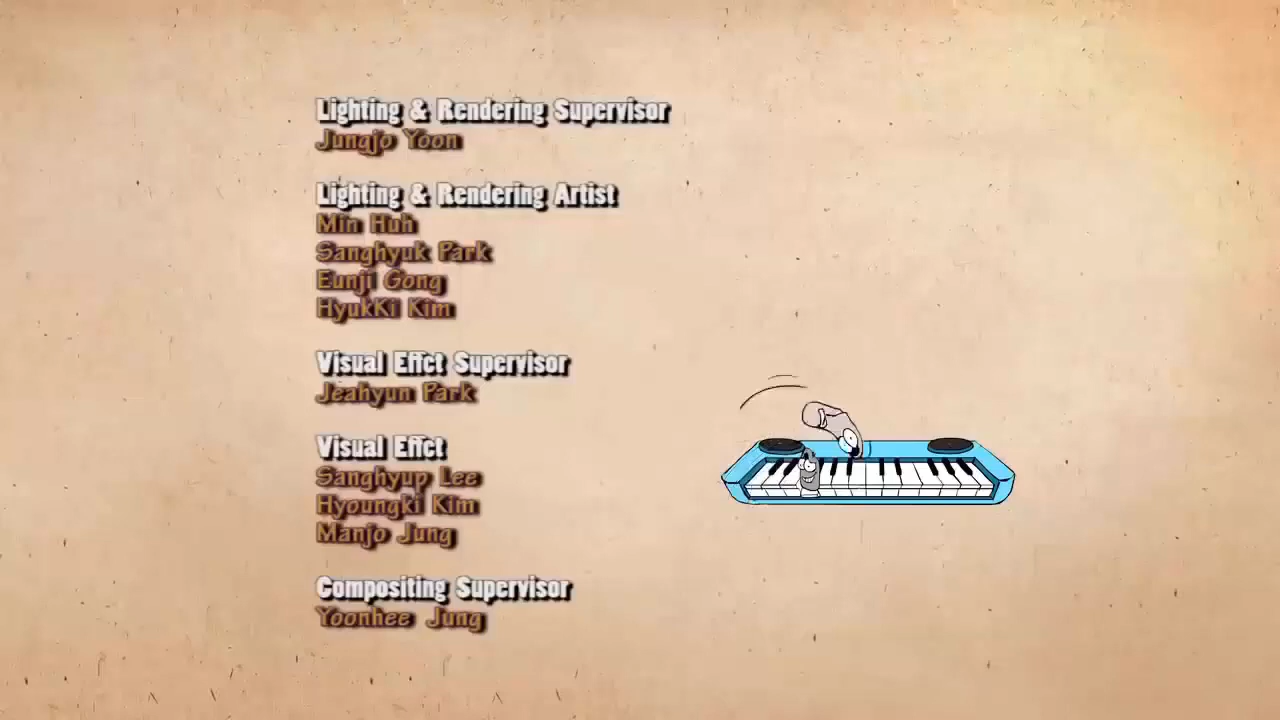 Lighting & Rendering Supervisor
Jungjo Yoon
Lighting & Rendering Artist
Min Huh
Sanghyuk Park
Eunji Gong
HyukKi Kim
Visual Effct Supervisor
Jeahyun Park
Visual Effct
Sanghyup Lee
Hyoungki Kim
Manjo Jung
Compositing Supervisor
Yoonhee Jung